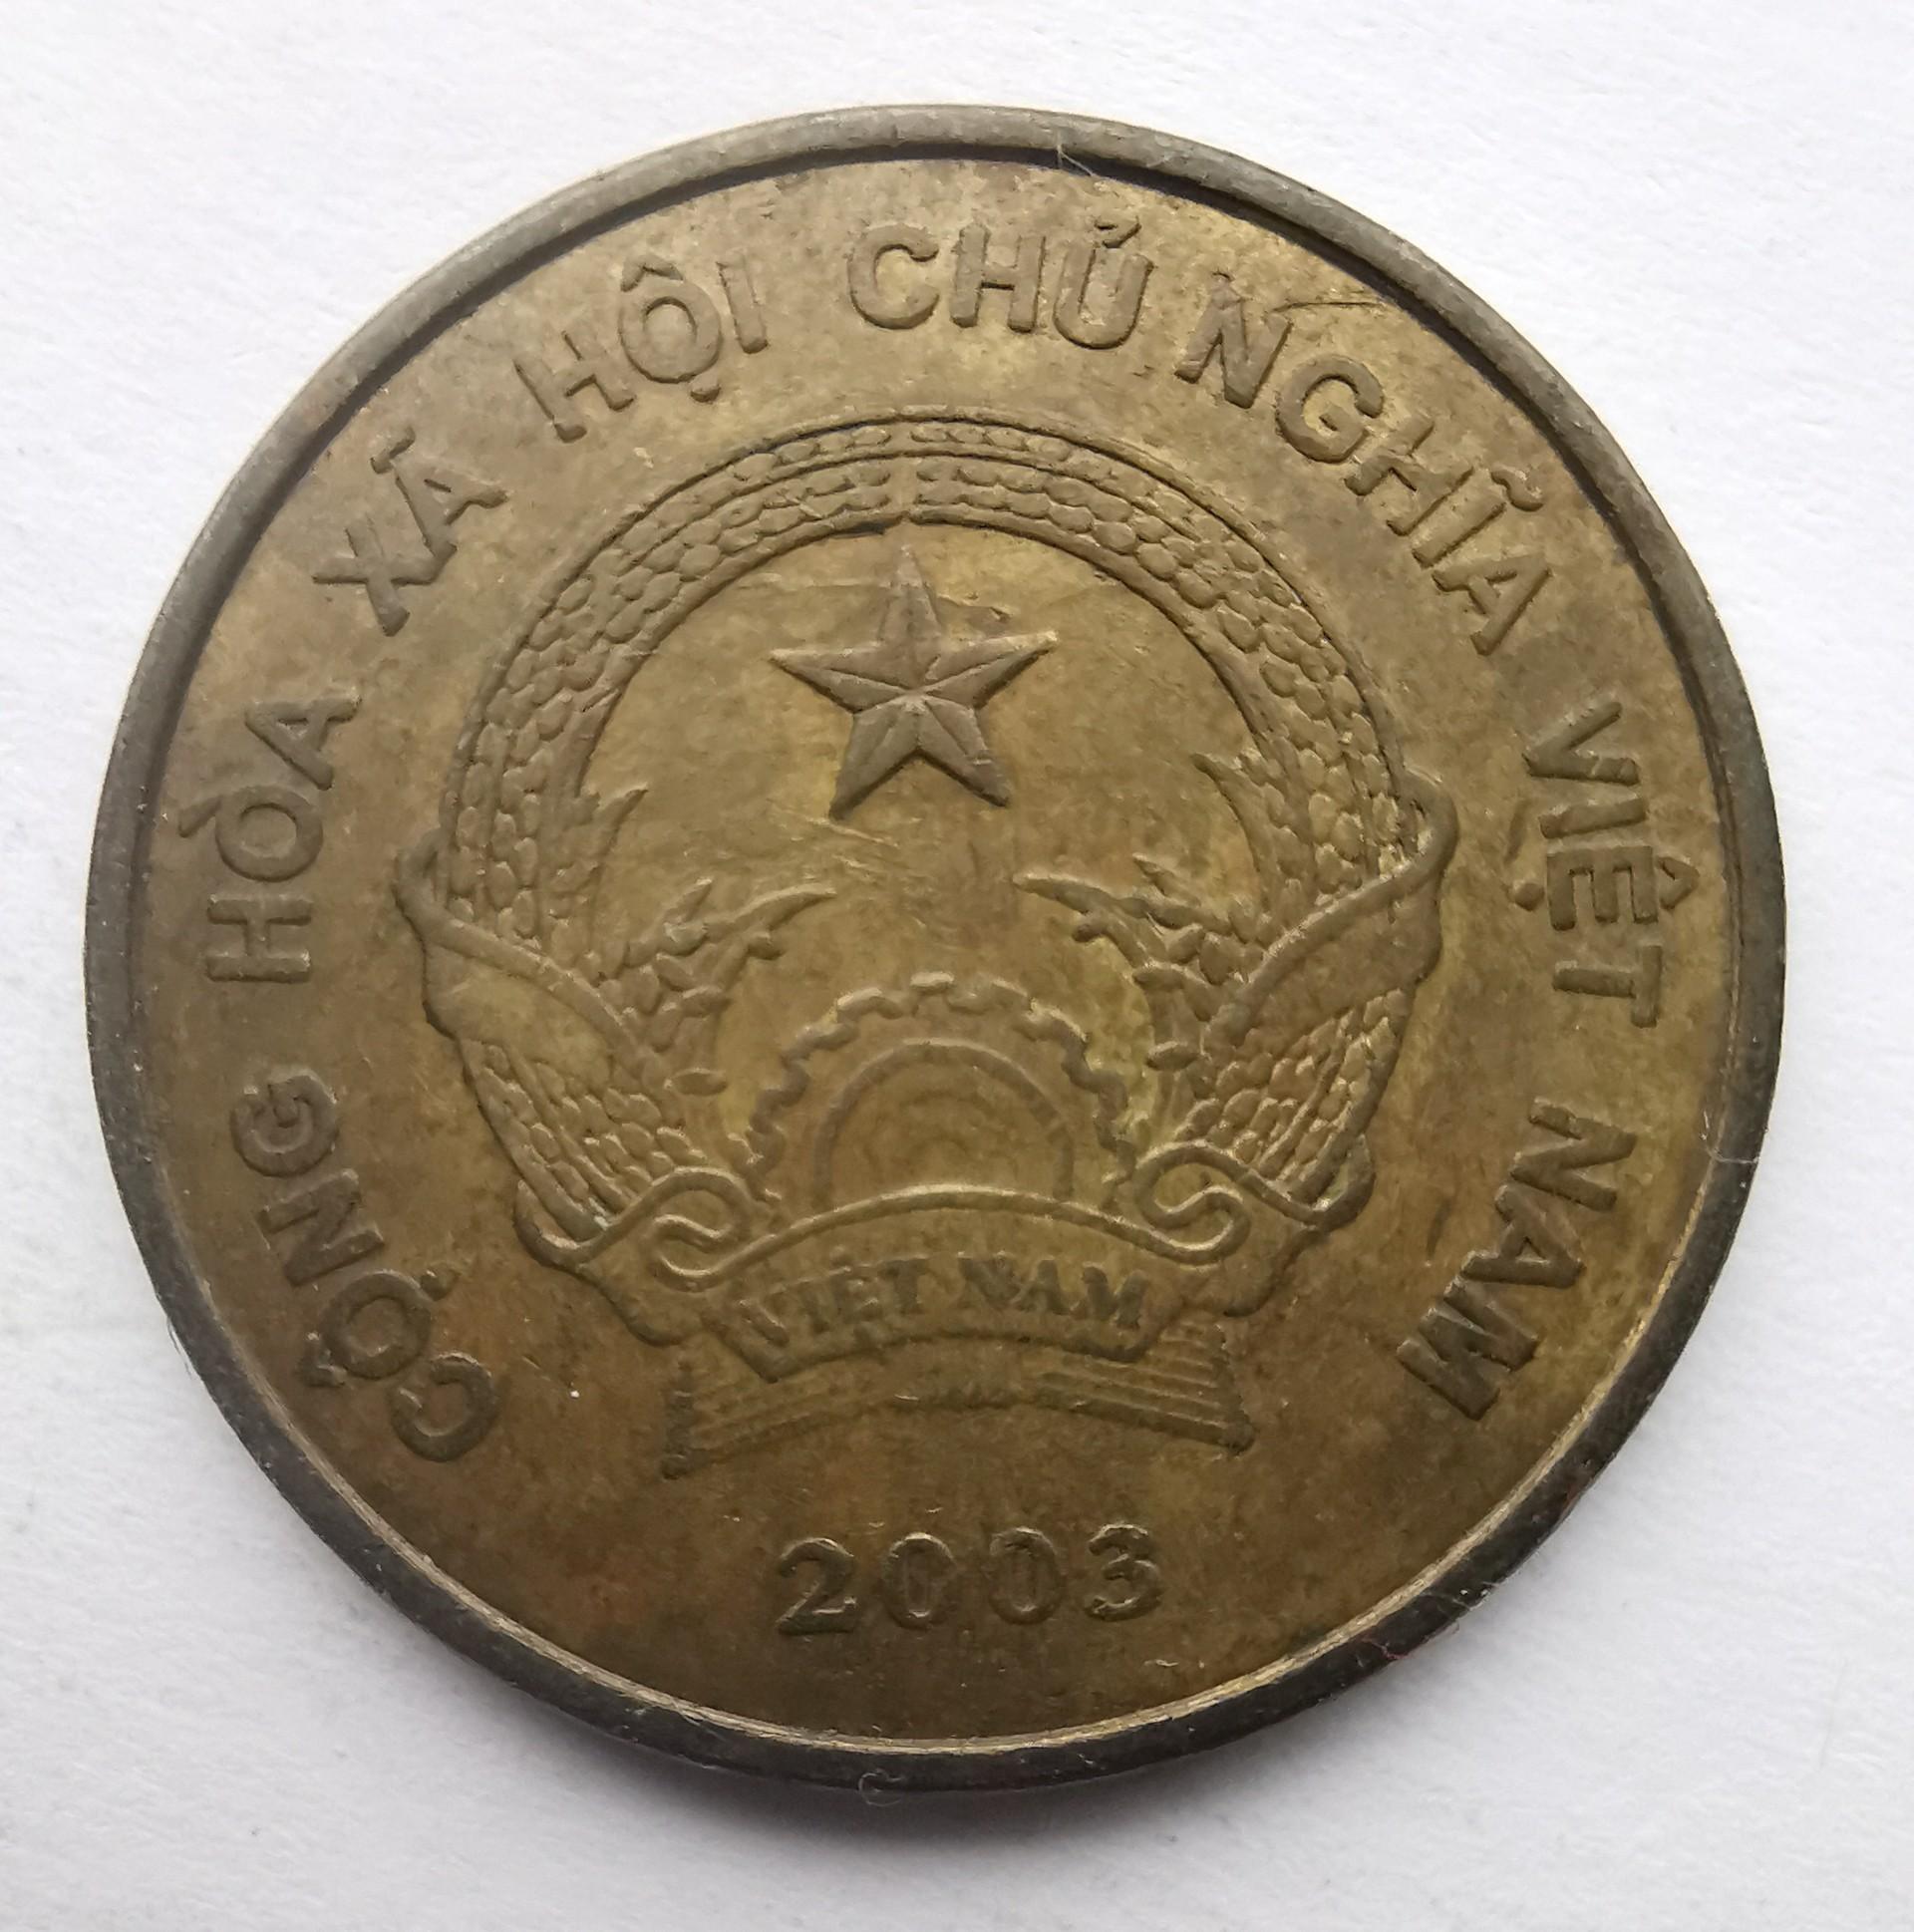 CỘNG HÒA XÃ HỘI CHỦ NGHĨA VIỆT NAM
VIỆT NAM
2003